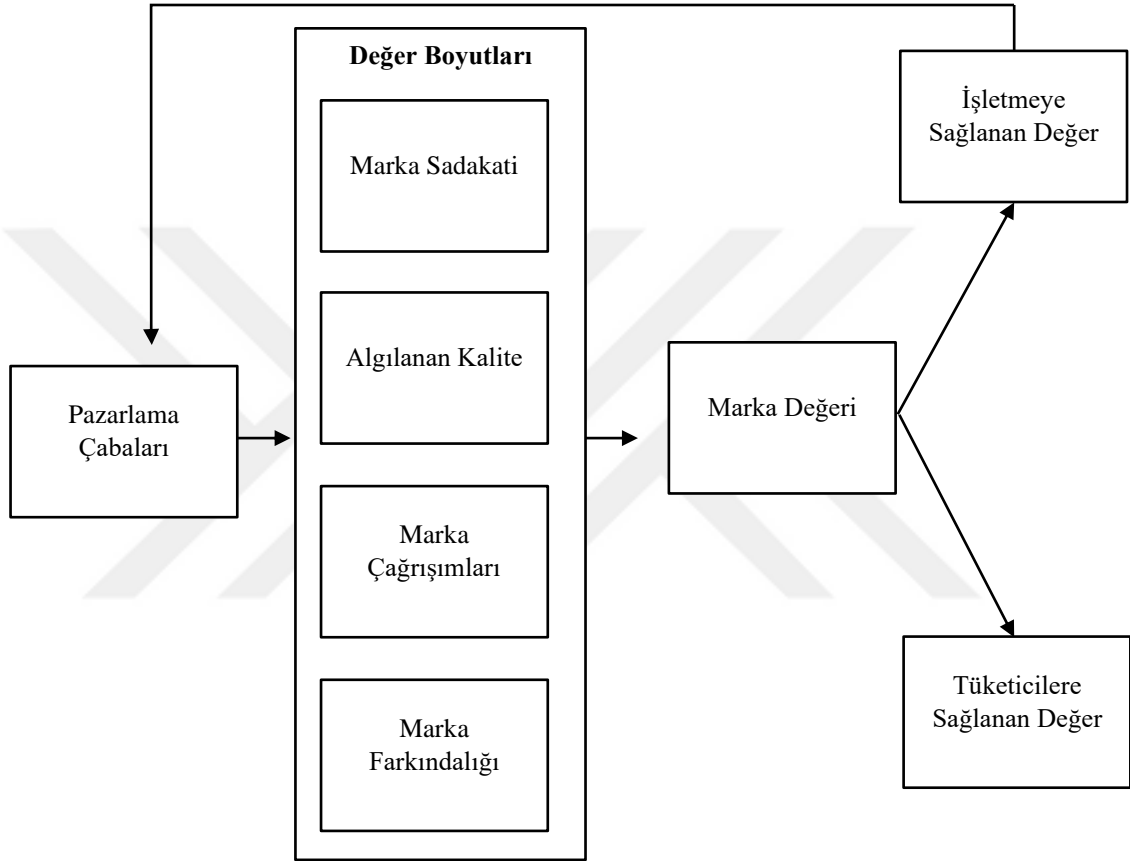 Değer Boyutları
Marka Sadakati
Algılanan Kalite
Marka
Çağrışımları
Marka
Farkındalığı
Pazarlama
Çabaları
Marka Değeri
İşletmeye
Sağlanan Değer
Tüketicilere
Sağlanan Değer